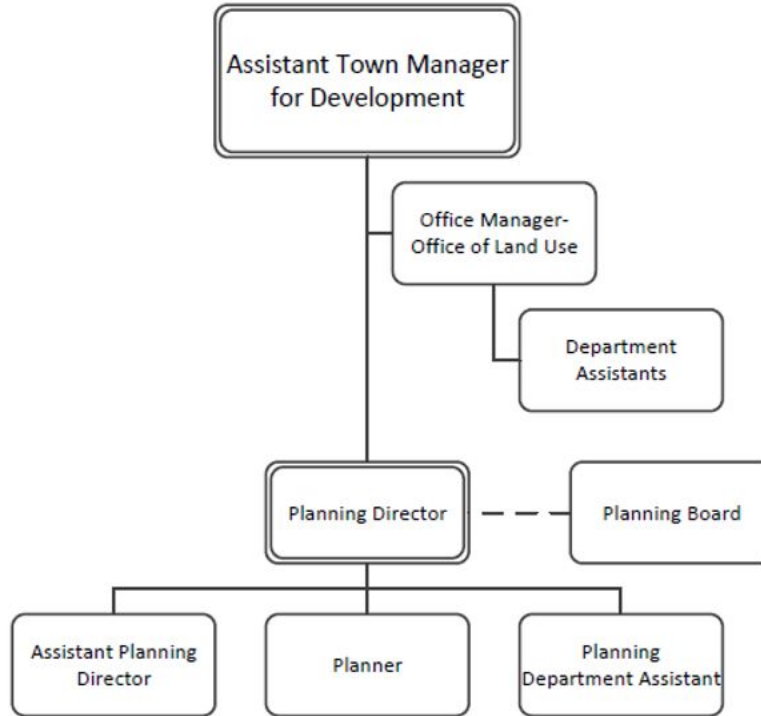 Assistant Town Manager
for Development
Office Manager-
Office of Land Use
Department
Assistants
Planning Director
Planning Board
Assistant Planning
Director
Planner
Planning
Department Assistant